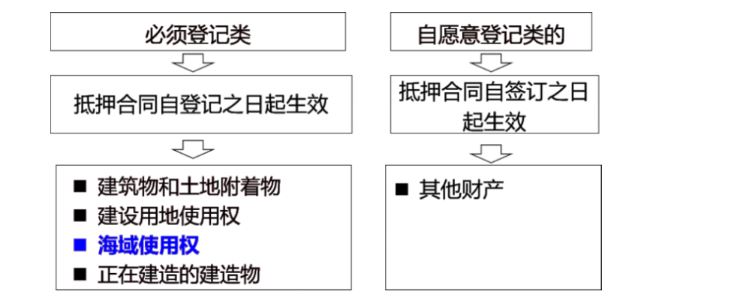 必须登记类
抵押合同自登记之日起生效
■ 建筑物和土地附着物
■ 建设用地使用权
■ 海域使用权
■ 正在建造的建造物
自愿意登记类的
抵押合同自签订之日
起生效
■ 其他财产